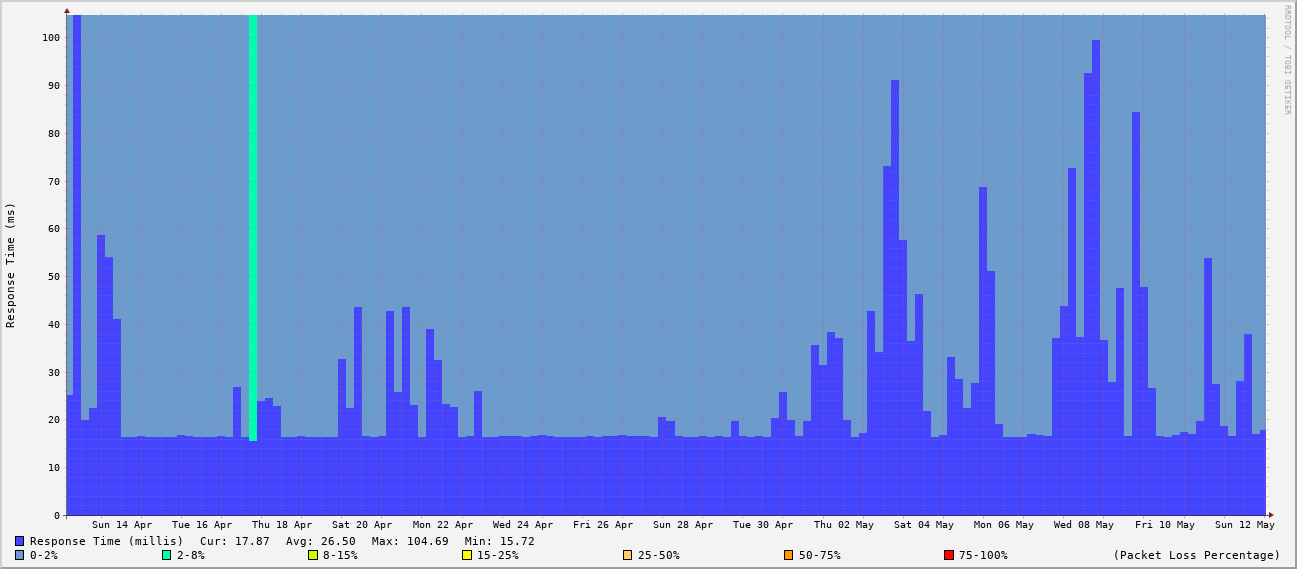 RRDTOOL / TOBI OETIKER
Response Time (ms)
100
90
80
70
60
50
40
30
20
10
0
Sun 14 Apr Tue 16 Apr Thu 18 Apr Sat 20 Apr Mon 22 Apr Wed 24 Apr Fri 26 Apr Sun 28 Apr Tue 30 Apr Thu 02 May Sat 04 May Mon 06 May Wed 08 May Fri 10 May Sun 12 May
Response Time (millis) Cur: 17.87 Avg: 26.50 Max: 104.69 Min: 15.72
0-2% 2-8% 8-15% 15-25% 25-50% 50-75% 75-100% (Packet Loss Percentage)